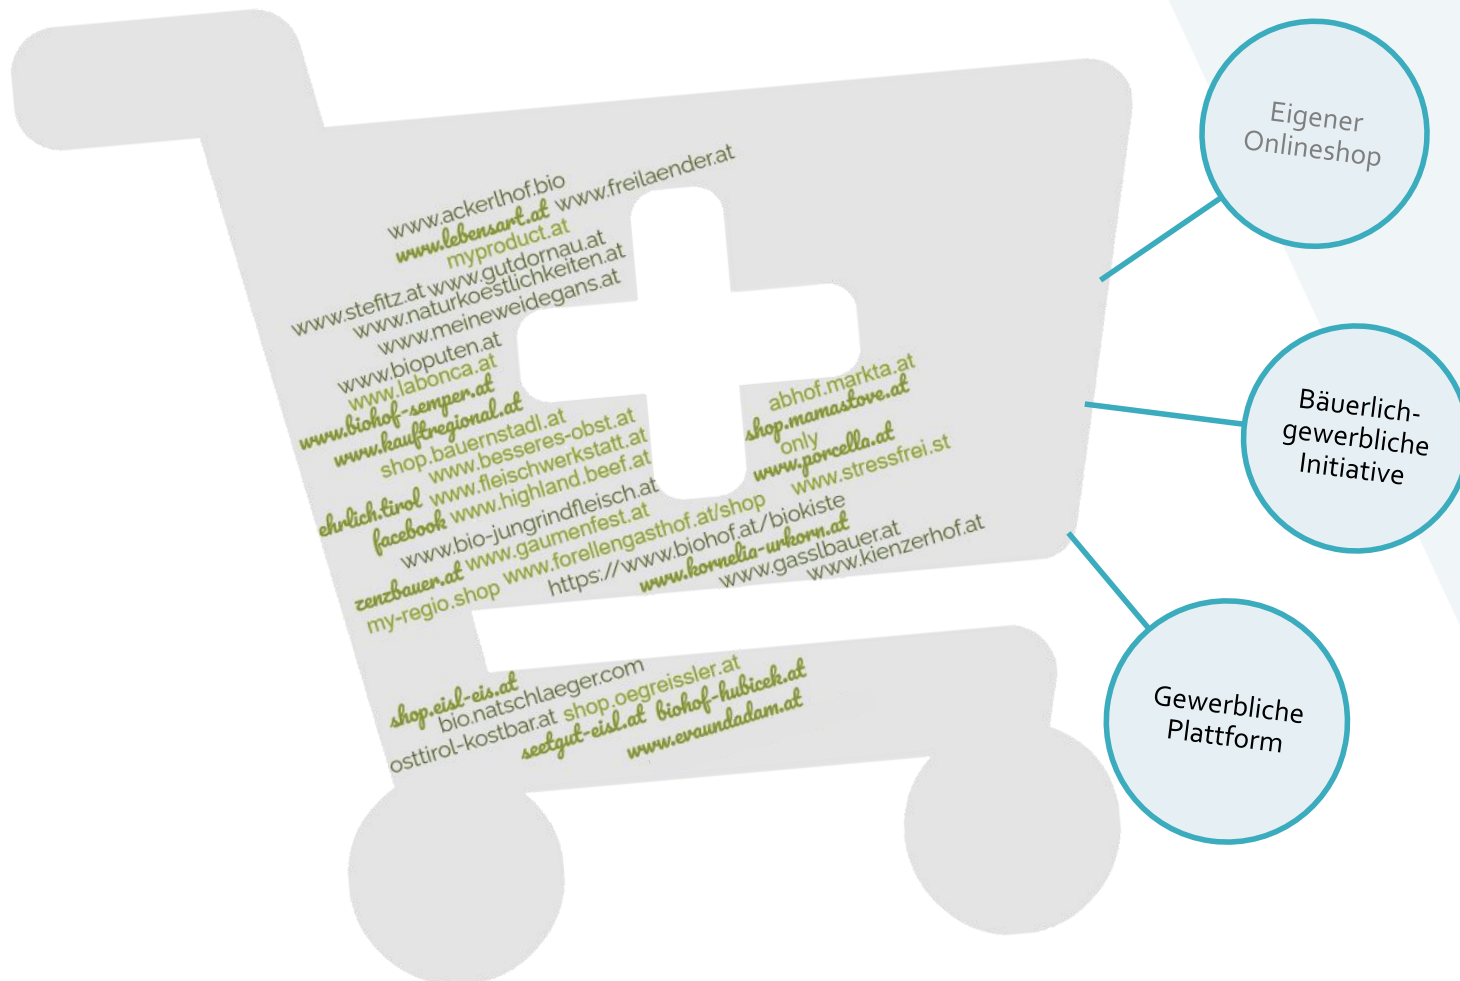 www.ackerlhof.bio
www.lebensart.at www.freilaender.at
myproduct.at
www.stefitz.at www.gutdornau.at
www.naturkoestlichkeiten.at
www.meineweidegans.at
www.bioputen.at
www.labonca.at
www.biohof-semper.at
www.kauftregional.at
shop.bauernstadl.at
www.besseres-obst.at
ehrlich.tirol www.fleischwerkstatt.at
facebook www.highland.beef.at
www.bio-jungrindfleisch.at
zenzbauer.at www.gaumenfest.at
my-regio.shop www.forellengasthof.at/shop
abhof.markta.at
shop.mamastove.at
only
www.porcella.at
www.stressfrei.st
https://www.biohof.at/biokiste
www.kornelia-urkorn.at
www.gasslbauer.at
www.kienzerhof.at
shop.eisl-eis.at
bio.natschlaeger.com
osttirol-kostbar.at shop.oegreissler.at
seetgut-eisl.at biohof-hubicek.at
www.evaundadam.at
Eigener
Onlineshop
Bäuerlich-
gewerbliche
Initiative
Gewerbliche
Plattform